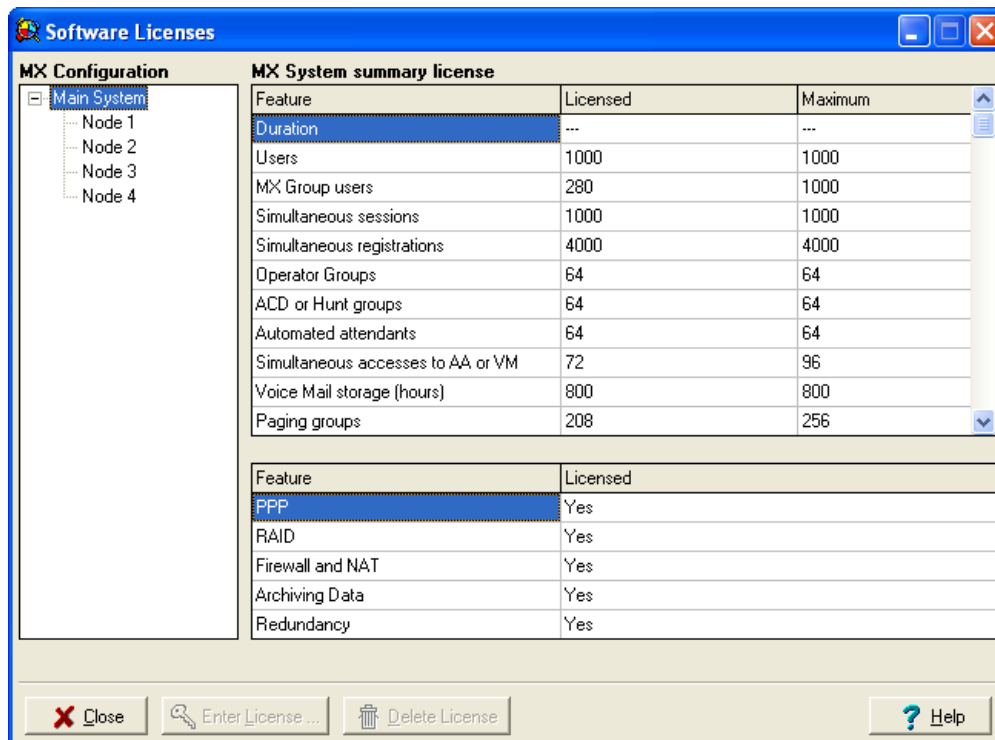 Software Licenses
MX Configuration
Main System
Node 1
Node 2
Node 3
Node 4
MX System summary license
Feature Licensed Maximum
Duration --- ---
Users 1000 1000
MX Group users 280 1000
Simultaneous sessions 1000 1000
Simultaneous registrations 4000 4000
Operator Groups 64 64
ACD or Hunt groups 64 64
Automated attendants 64 64
Simultaneous accesses to AA or VM 72 96
Voice Mail storage (hours) 800 800
Paging groups 208 256
Feature Licensed
PPP Yes
RAID Yes
Firewall and NAT Yes
Archiving Data Yes
Redundancy Yes
Close Enter License ... Delete License Help